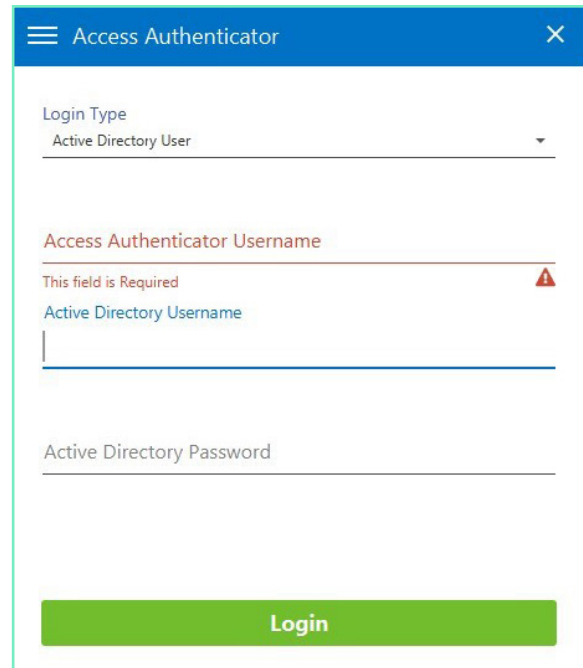 Access Authenticator
Login Type
Active Directory User
Access Authenticator Username
This field is Required
Active Directory Username
Active Directory Password
Login